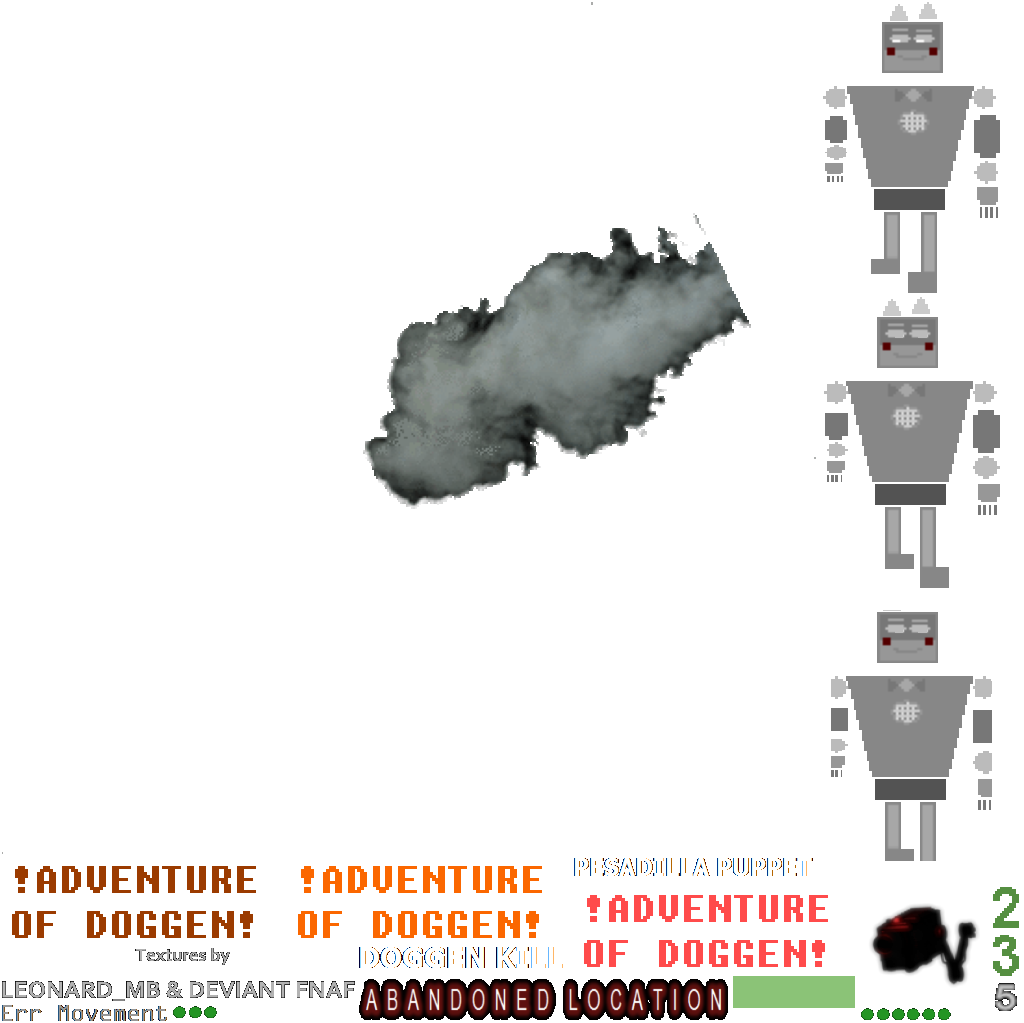 PESADILLA PUPPET
!ADVENTURE
OF DOGGEN!
!ADVENTURE
OF DOGGEN!
!ADVENTURE
OF DOGGEN!
2
Textures by
DOGGEN KILL
3
LEONARD_MB & DEVIANT FNAF
ABANDONED LOCATION
5
Err Movement